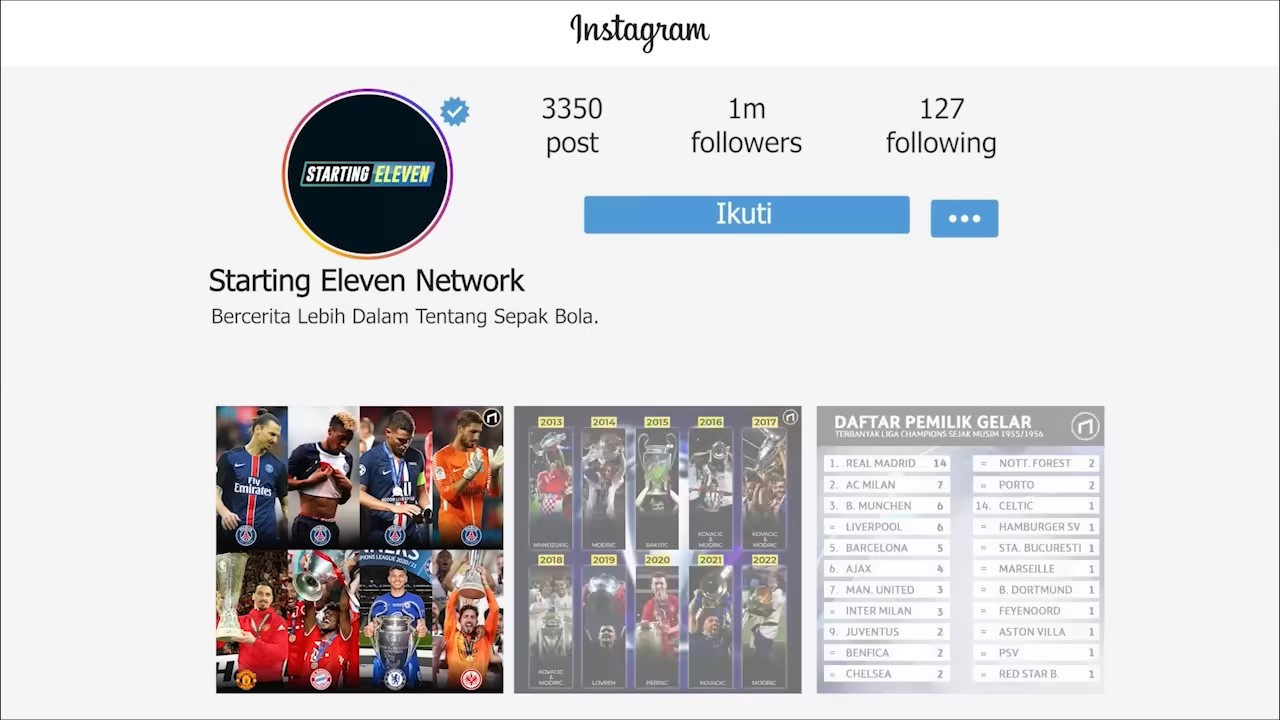 Instagram
3350
post
1m
followers
127
following
STARTING ELEVEN
Ikuti
Starting Eleven Network
Bercerita Lebih Dalam Tentang Sepak Bola.
Fly
Emirates
2013 2014 2015 2016 2017
MANDZUKIC MODRIC RAKITIC KOVACIC & MODRIC KOVACIC & MODRIC
2018 2019 2020 2021 2022
KOVACIC & MODRIC LOVREN PERISIC KOVACIC MODRIC
DAFTAR PEMILIK GELAR
TERBANYAK LIGA CHAMPIONS SEJAK MUSIM 1955/1956
1. REAL MADRID 14
2. AC MILAN 7
3. B. MUNCHEN 6
= LIVERPOOL 6
5. BARCELONA 5
6. AJAX 4
7. MAN. UNITED 3
= INTER MILAN 3
9. JUVENTUS 2
= BENFICA 2
= CHELSEA 2
= NOTT. FOREST 2
= PORTO 2
14. CELTIC 1
= HAMBURGER SV 1
= STA. BUCURESTI 1
= MARSEILLE 1
= B. DORTMUND 1
= FEYENOORD 1
= ASTON VILLA 1
= PSV 1
= RED STAR B. 1